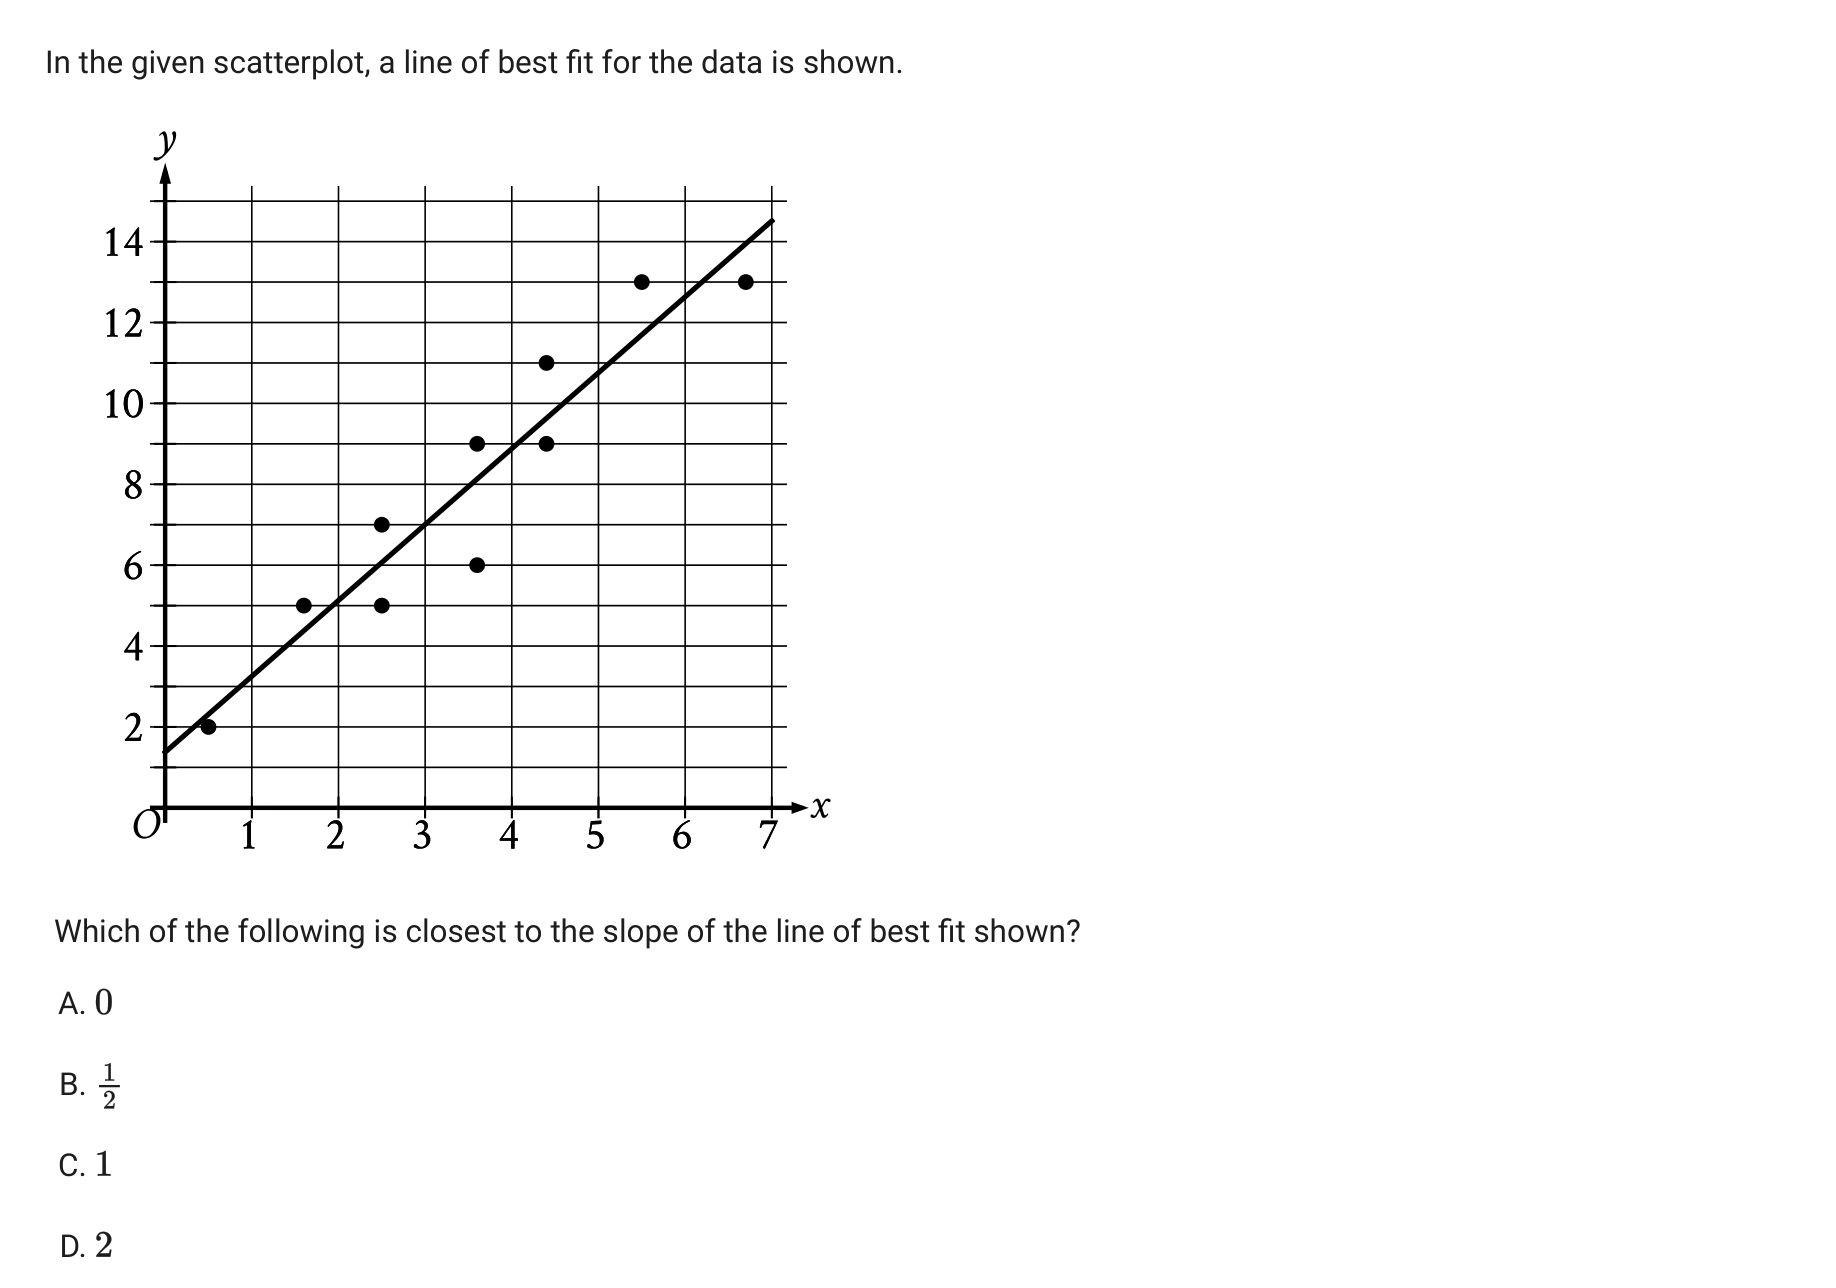 In the given scatterplot, a line of best fit for the data is shown.
y
14
12
10
8
6
4
2
O
1 2 3 4 5 6 7
x
Which of the following is closest to the slope of the line of best fit shown?
A. 0
B. 1/2
C. 1
D. 2